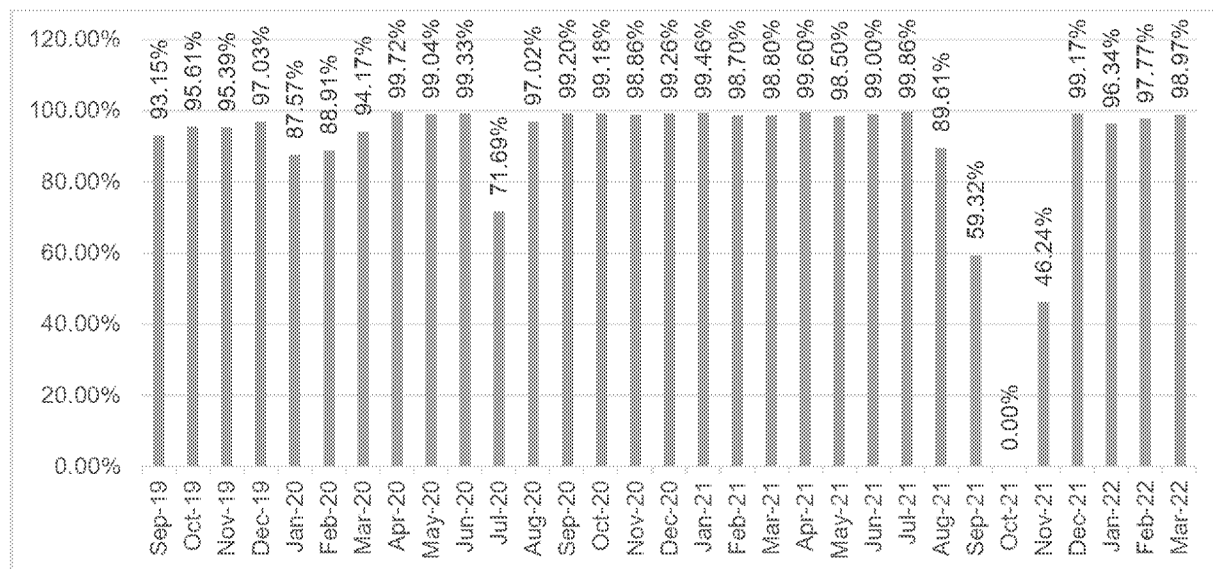 120.00%
100.00%
80.00%
60.00%
40.00%
20.00%
0.00%
93.15%
95.61%
95.39%
97.03%
87.57%
88.91%
94.17%
99.72%
99.04%
99.33%
71.69%
97.02%
99.20%
99.18%
98.86%
99.26%
99.46%
98.70%
98.80%
99.60%
98.50%
99.00%
99.86%
89.61%
59.32%
0.00%
46.24%
99.17%
96.34%
97.77%
98.97%
Sep-19
Oct-19
Nov-19
Dec-19
Jan-20
Feb-20
Mar-20
Apr-20
May-20
Jun-20
Jul-20
Aug-20
Sep-20
Oct-20
Nov-20
Dec-20
Jan-21
Feb-21
Mar-21
Apr-21
May-21
Jun-21
Jul-21
Aug-21
Sep-21
Oct-21
Nov-21
Dec-21
Jan-22
Feb-22
Mar-22